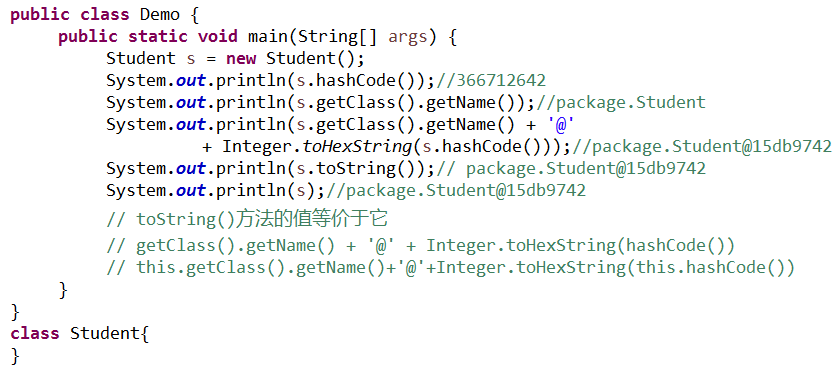 public class Demo {
    public static void main(String[] args) {
        Student s = new Student();
        System.out.println(s.hashCode());//366712642
        System.out.println(s.getClass().getName());//package.Student
        System.out.println(s.getClass().getName() + '@'
                + Integer.toHexString(s.hashCode()));//package.Student@15db9742
        System.out.println(s.toString());// package.Student@15db9742
        System.out.println(s);//package.Student@15db9742
        // toString()方法的值等价于它
        // getClass().getName() + '@' + Integer.toHexString(hashCode())
        // this.getClass().getName()+'@'+Integer.toHexString(this.hashCode())
    }
}
class Student{
}